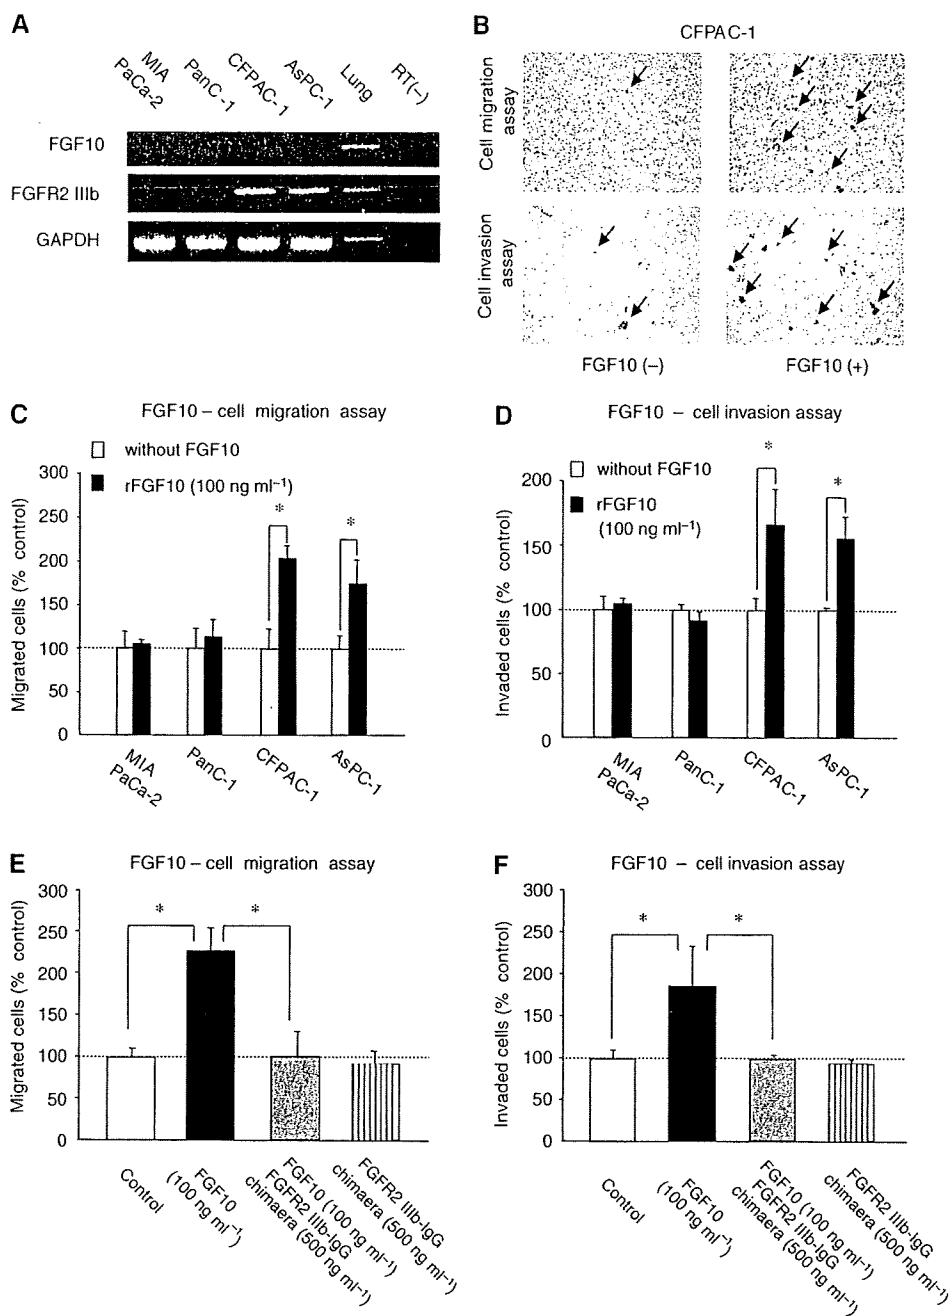 A
MIA
PaCa-2
PanC -1
CFPAC-1
AsPC-1
Lung
RT(–)
FGF10
FGFR2 IIIb
GAPDH
B
CFPAC-1
Cell migration
assay
Cell invasion
assay
FGF10 (–)
FGF10 (+)
C
FGF10 – cell migration assay
without FGF10
rFGF10 (100 ng ml⁻¹)
Migrated cells (% control)
300
250
200
150
100
50
0
*
*
MIA
PaCa-2
PanC-1
CFPAC-1
AsPC-1
D
FGF10 – cell invasion assay
without FGF10
rFGF10
(100 ng ml⁻¹)
Invaded cells (% control)
200
150
100
50
0
*
*
MIA
PaCa-2
PanC-1
CFPAC-1
AsPC-1
E
FGF10 – cell migration assay
Migrated cells (% control)
300
250
200
150
100
50
0
*
*
Control
FGF10
(100 ng ml⁻¹)
FGF10 (100 ng ml⁻¹)
FGFR2 IIIb-IgG
chimaera (500 ng ml⁻¹)
FGFR2 IIIb-IgG
chimaera (500 ng ml⁻¹)
F
FGF10 – cell invasion assay
Invaded cells (% control)
300
250
200
150
100
50
0
*
*
Control
FGF10
(100 ng ml⁻¹)
FGF10 (100 ng ml⁻¹)
FGFR2 IIIb-IgG
chimaera (500 ng ml⁻¹)
FGFR2 IIIb-IgG
chimaera (500 ng ml⁻¹)